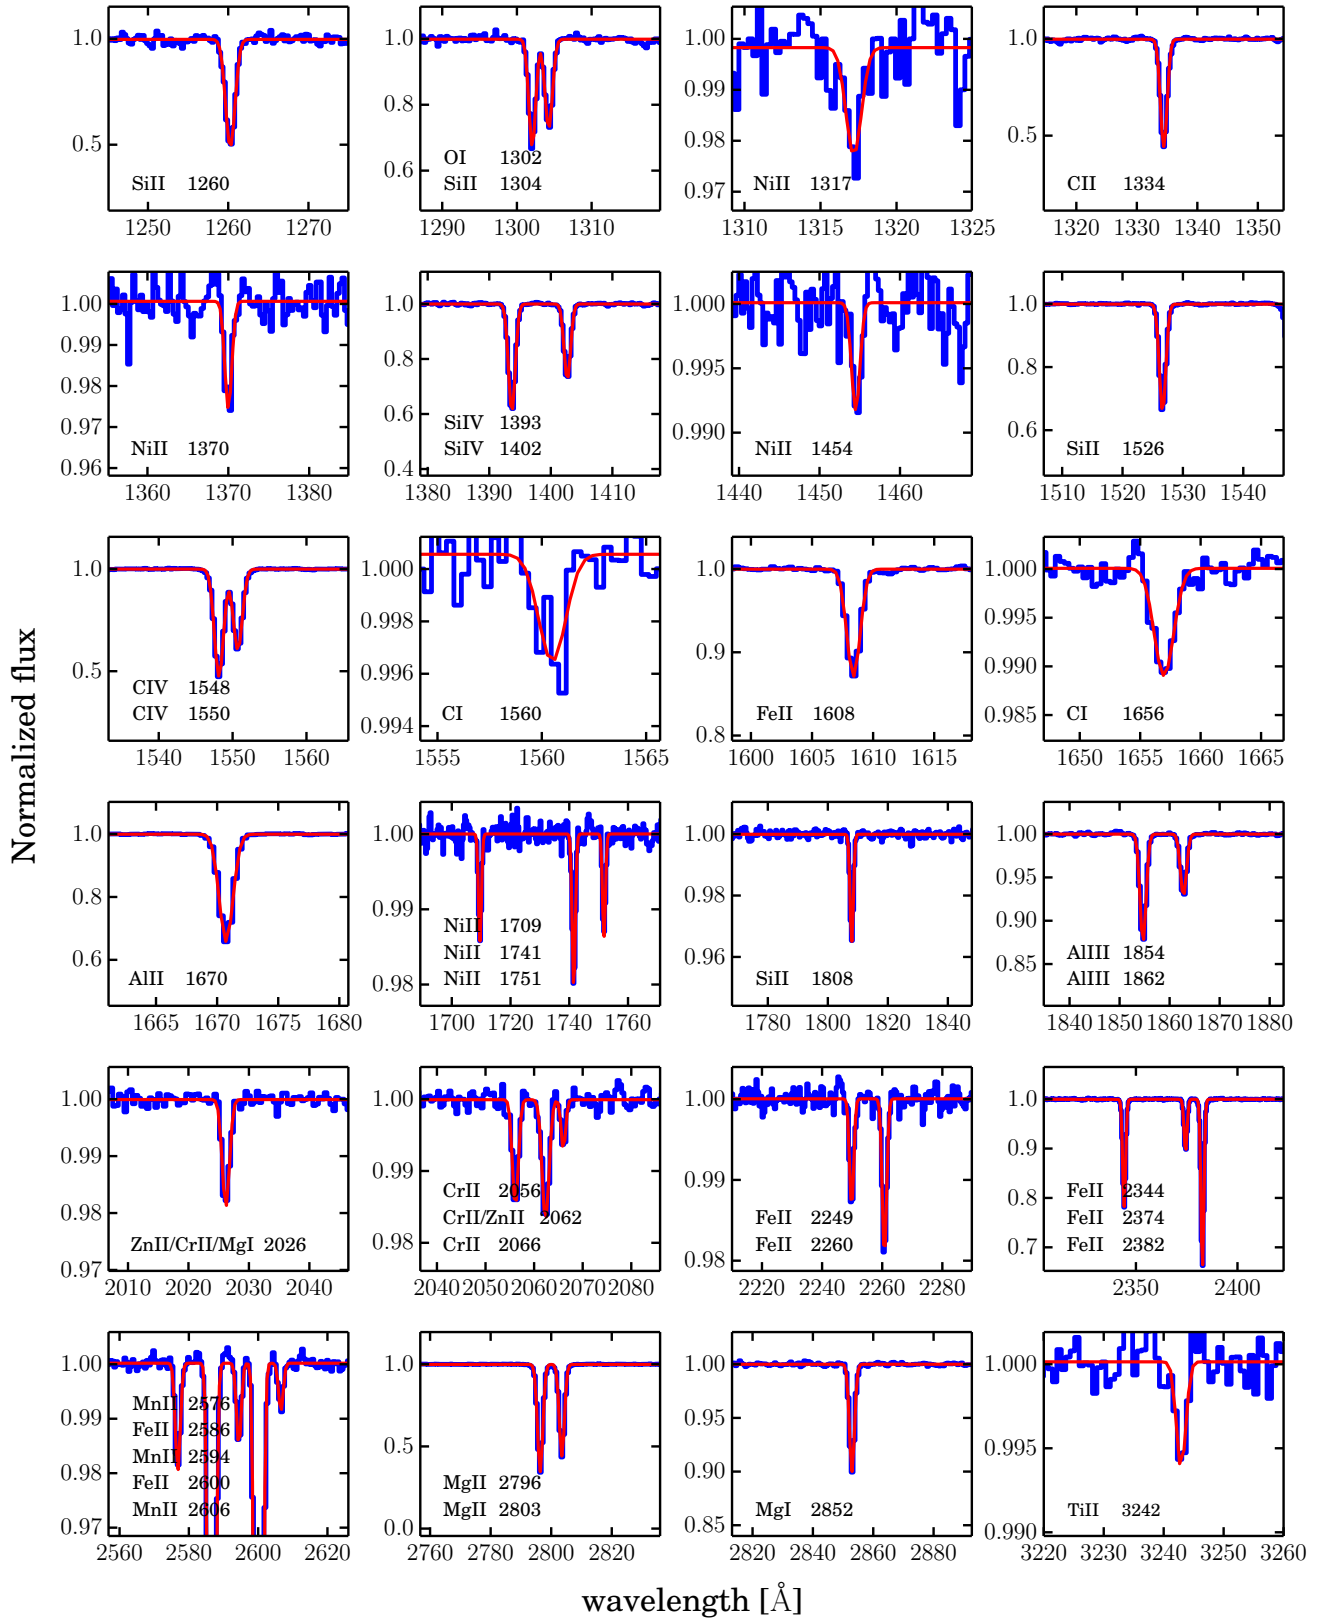 Normalized flux
1.0
0.5
SiII 1260
1250 1260 1270
1.0
0.8
0.6
OI 1302
SiII 1304
1290 1300 1310
1.00
0.99
0.98
0.97
NiII 1317
1310 1315 1320 1325
1.0
0.5
CII 1334
1320 1330 1340 1350
1.00
0.99
0.98
0.97
0.96
NiII 1370
1360 1370 1380
1.0
0.8
0.6
0.4
SiIV 1393
SiIV 1402
1380 1390 1400 1410
1.000
0.995
0.990
NiII 1454
1440 1450 1460
1.0
0.8
0.6
SiII 1526
1510 1520 1530 1540
1.0
0.5
CIV 1548
CIV 1550
1540 1550 1560
1.000
0.998
0.996
0.994
CI 1560
1555 1560 1565
1.0
0.9
0.8
FeII 1608
1600 1605 1610 1615
1.000
0.995
0.990
0.985
CI 1656
1650 1655 1660 1665
1.0
0.8
0.6
AlII 1670
1665 1670 1675 1680
1.00
0.99
0.98
NiII 1709
NiII 1741
NiII 1751
1700 1720 1740 1760
1.00
0.98
0.96
SiII 1808
1780 1800 1820 1840
1.00
0.95
0.90
0.85
AlIII 1854
AlIII 1862
1840 1850 1860 1870 1880
1.00
0.99
0.98
0.97
ZnII/CrII/MgI 2026
2010 2020 2030 2040
1.00
0.99
0.98
CrII 2056
CrII/ZnII 2062
CrII 2066
2040 2050 2060 2070 2080
1.00
0.99
0.98
FeII 2249
FeII 2260
2220 2240 2260 2280
1.0
0.9
0.8
0.7
FeII 2344
FeII 2374
FeII 2382
2350 2400
1.00
0.99
0.98
0.97
MnII 2576
FeII 2586
MnII 2594
FeII 2600
MnII 2606
2560 2580 2600 2620
1.0
0.5
0.0
MgII 2796
MgII 2803
2760 2780 2800 2820
1.00
0.95
0.90
0.85
MgI 2852
2820 2840 2860 2880
1.000
0.995
0.990
TiII 3242
3220 3230 3240 3250 3260
wavelength [Å]